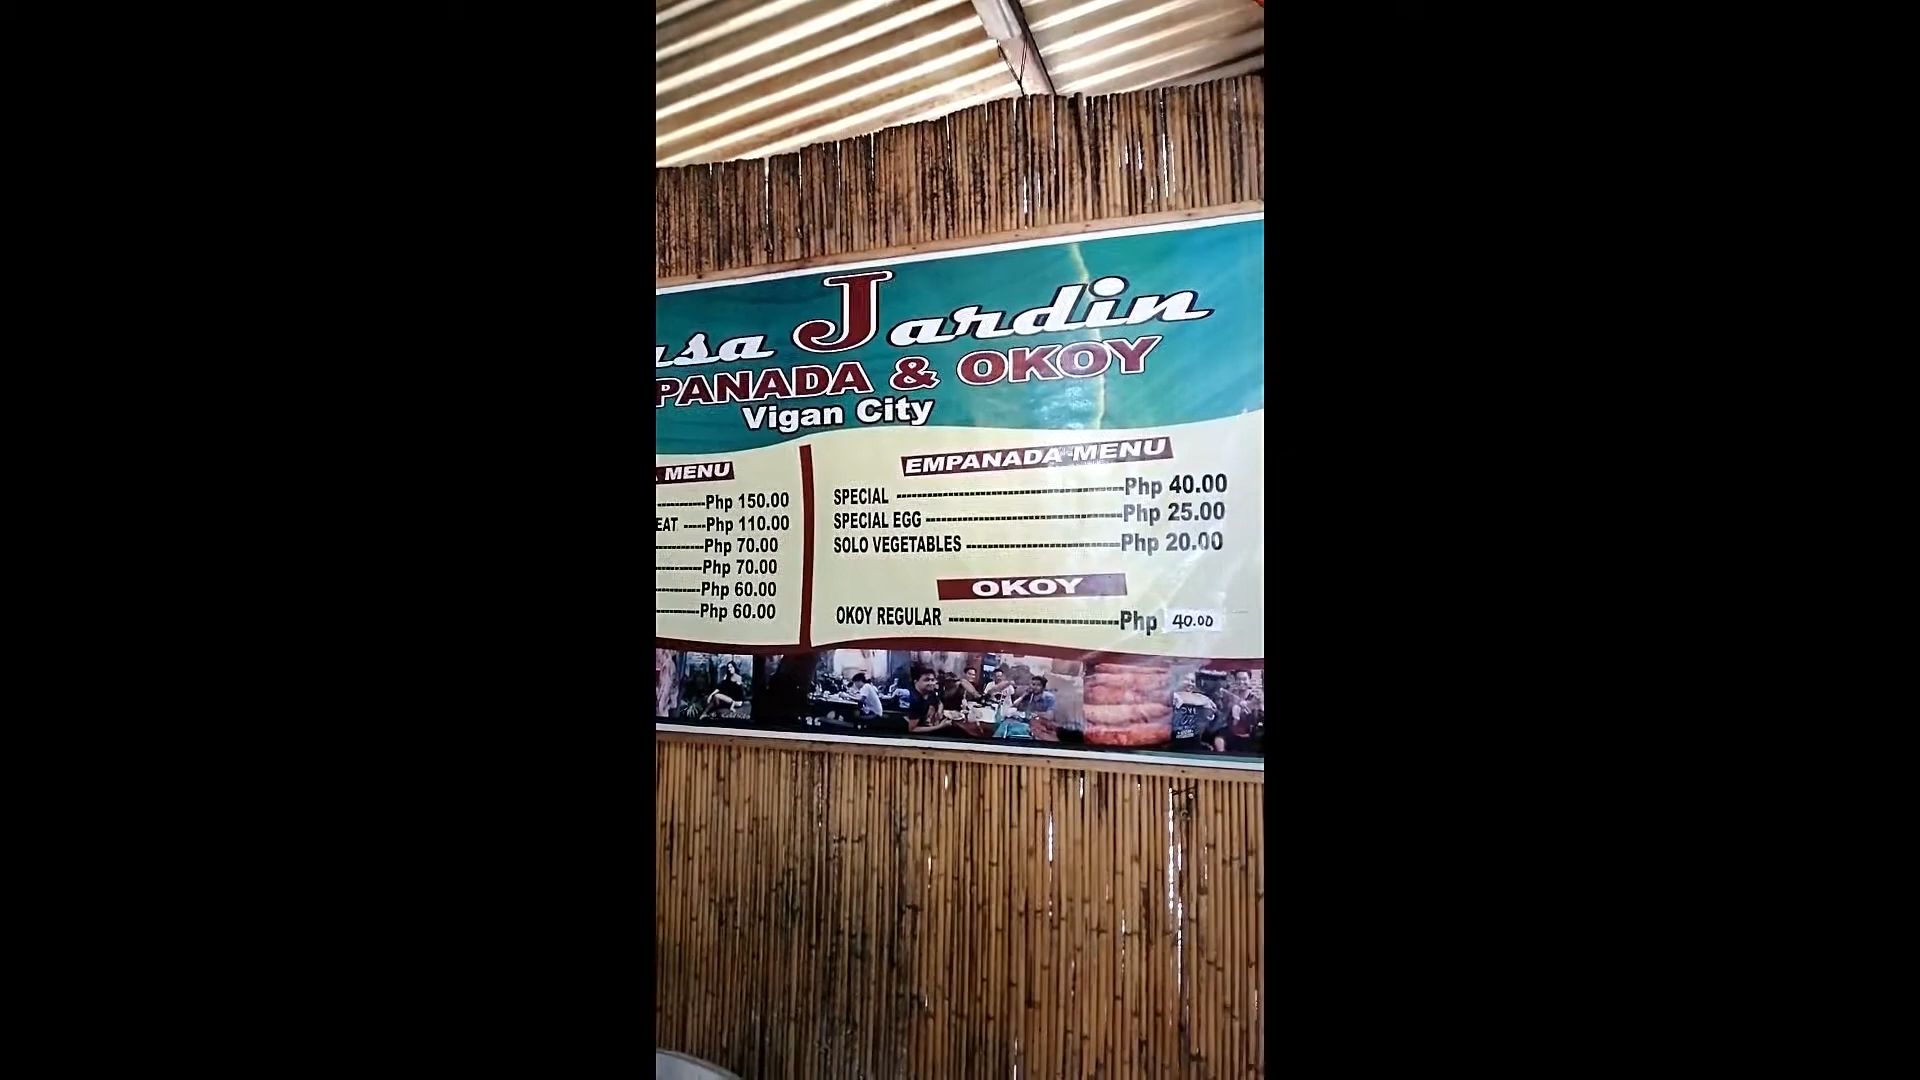 asa Jardin
PANADA & OKOY
Vigan City
MENU
Php 150.00
EAT Php 110.00
Php 70.00
Php 70.00
Php 60.00
Php 60.00
EMPANADA MENU
SPECIAL Php 40.00
SPECIAL EGG Php 25.00
SOLO VEGETABLES Php 20.00
OKOY
OKOY REGULAR Php 40.00